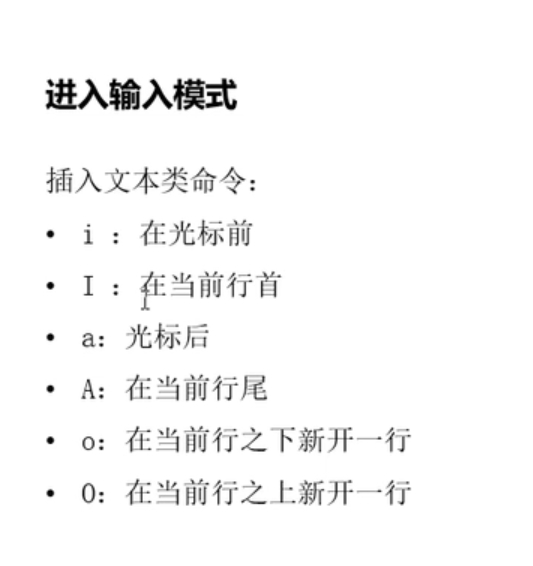 进入输入模式
插入文本类命令：
• i ：在光标前
• I ：在当前行首
• a：光标后
• A：在当前行尾
• o：在当前行之下新开一行
• O：在当前行之上新开一行